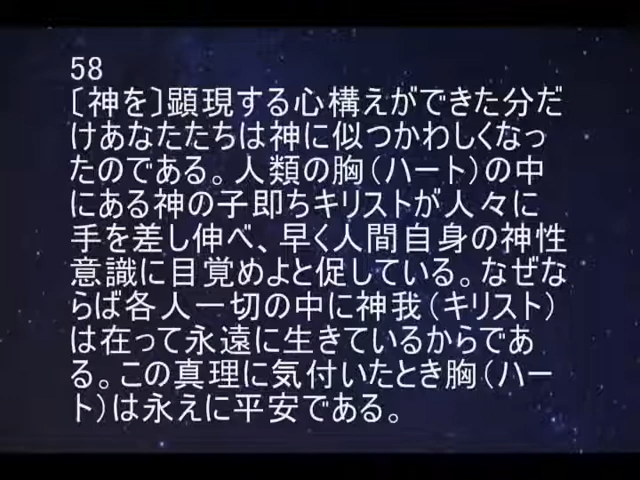 58
〔神を〕顕現する心構えができた分だ
けあなたたちは神に似つかわしくなっ
たのである。人類の胸（ハート）の中
にある神の子即ちキリストが人々に
手を差し伸べ、早く人間自身の神性
意識に目覚めよと促している。なぜな
らば各人一切の中に神我（キリスト）
は在って永遠に生きているからであ
る。この真理に気付いたとき胸（ハー
ト）は永えに平安である。